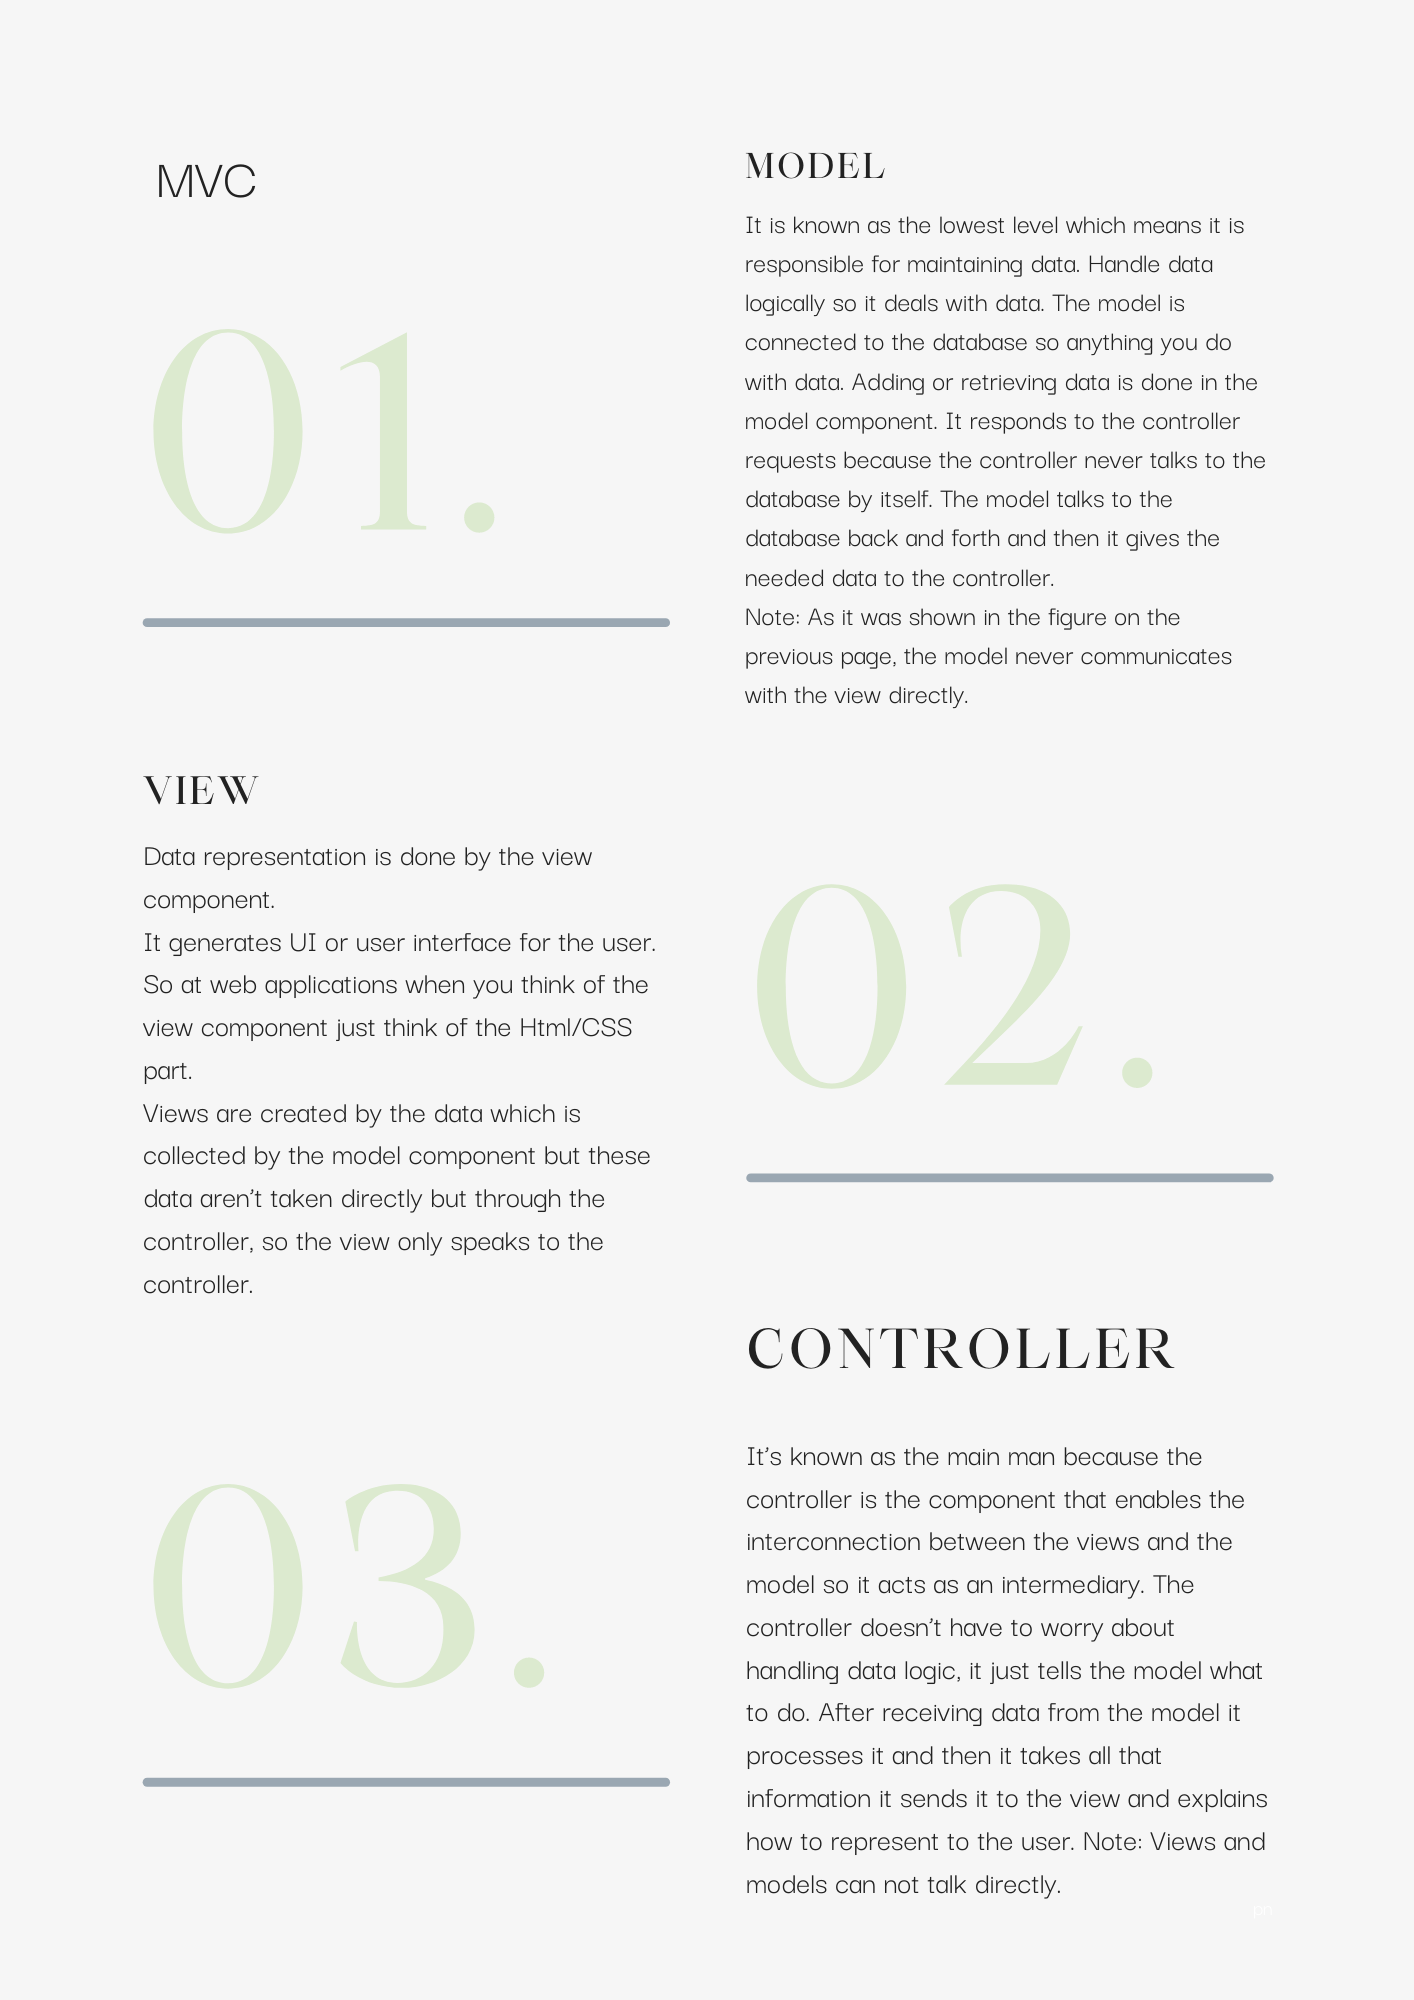 MVC
01.
MODEL
It is known as the lowest level which means it is
responsible for maintaining data. Handle data
logically so it deals with data. The model is
connected to the database so anything you do
with data. Adding or retrieving data is done in the
model component. It responds to the controller
requests because the controller never talks to the
database by itself. The model talks to the
database back and forth and then it gives the
needed data to the controller.
Note: As it was shown in the figure on the
previous page, the model never communicates
with the view directly.
VIEW
Data representation is done by the view
component.
It generates UI or user interface for the user.
So at web applications when you think of the
view component just think of the Html/CSS
part.
Views are created by the data which is
collected by the model component but these
data aren’t taken directly but through the
controller, so the view only speaks to the
controller.
02.
03.
CONTROLLER
It’s known as the main man because the
controller is the component that enables the
interconnection between the views and the
model so it acts as an intermediary. The
controller doesn’t have to worry about
handling data logic, it just tells the model what
to do. After receiving data from the model it
processes it and then it takes all that
information it sends it to the view and explains
how to represent to the user. Note: Views and
models can not talk directly.
pn